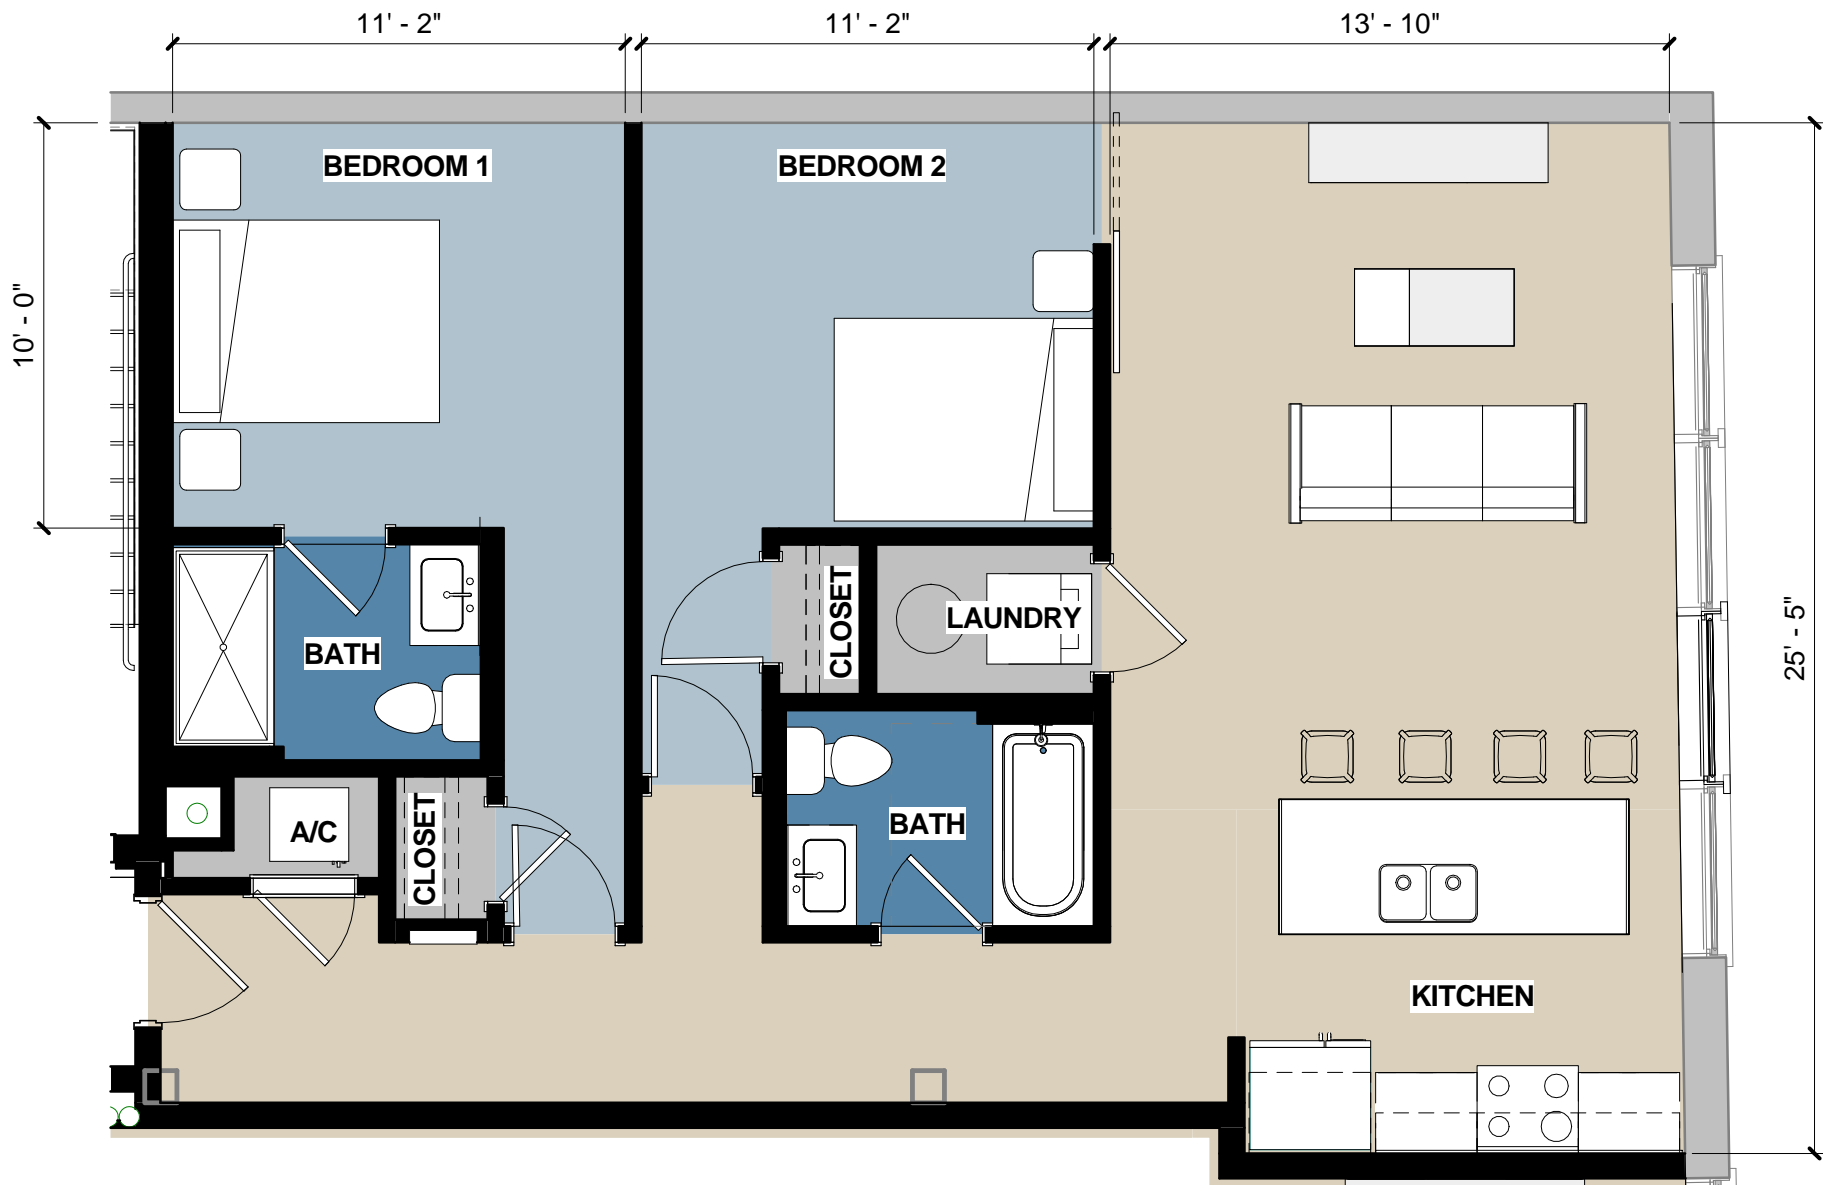 11' - 2"
11' - 2"
13' - 10"
BEDROOM 1
BEDROOM 2
10' - 0"
25' - 5"
CLOSET
LAUNDRY
BATH
A/C
CLOSET
BATH
KITCHEN